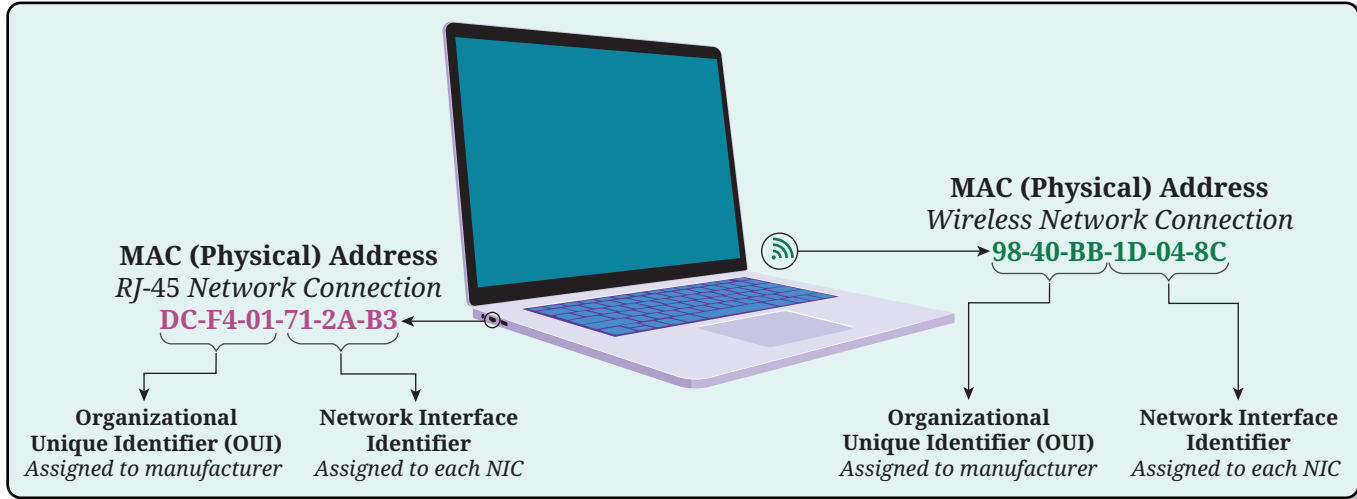 MAC (Physical) Address
RJ-45 Network Connection
DC-F4-01-71-2A-B3
Organizational
Unique Identifier (OUI)
Assigned to manufacturer
Network Interface
Identifier
Assigned to each NIC
MAC (Physical) Address
Wireless Network Connection
98-40-BB-1D-04-8C
Organizational
Unique Identifier (OUI)
Assigned to manufacturer
Network Interface
Identifier
Assigned to each NIC